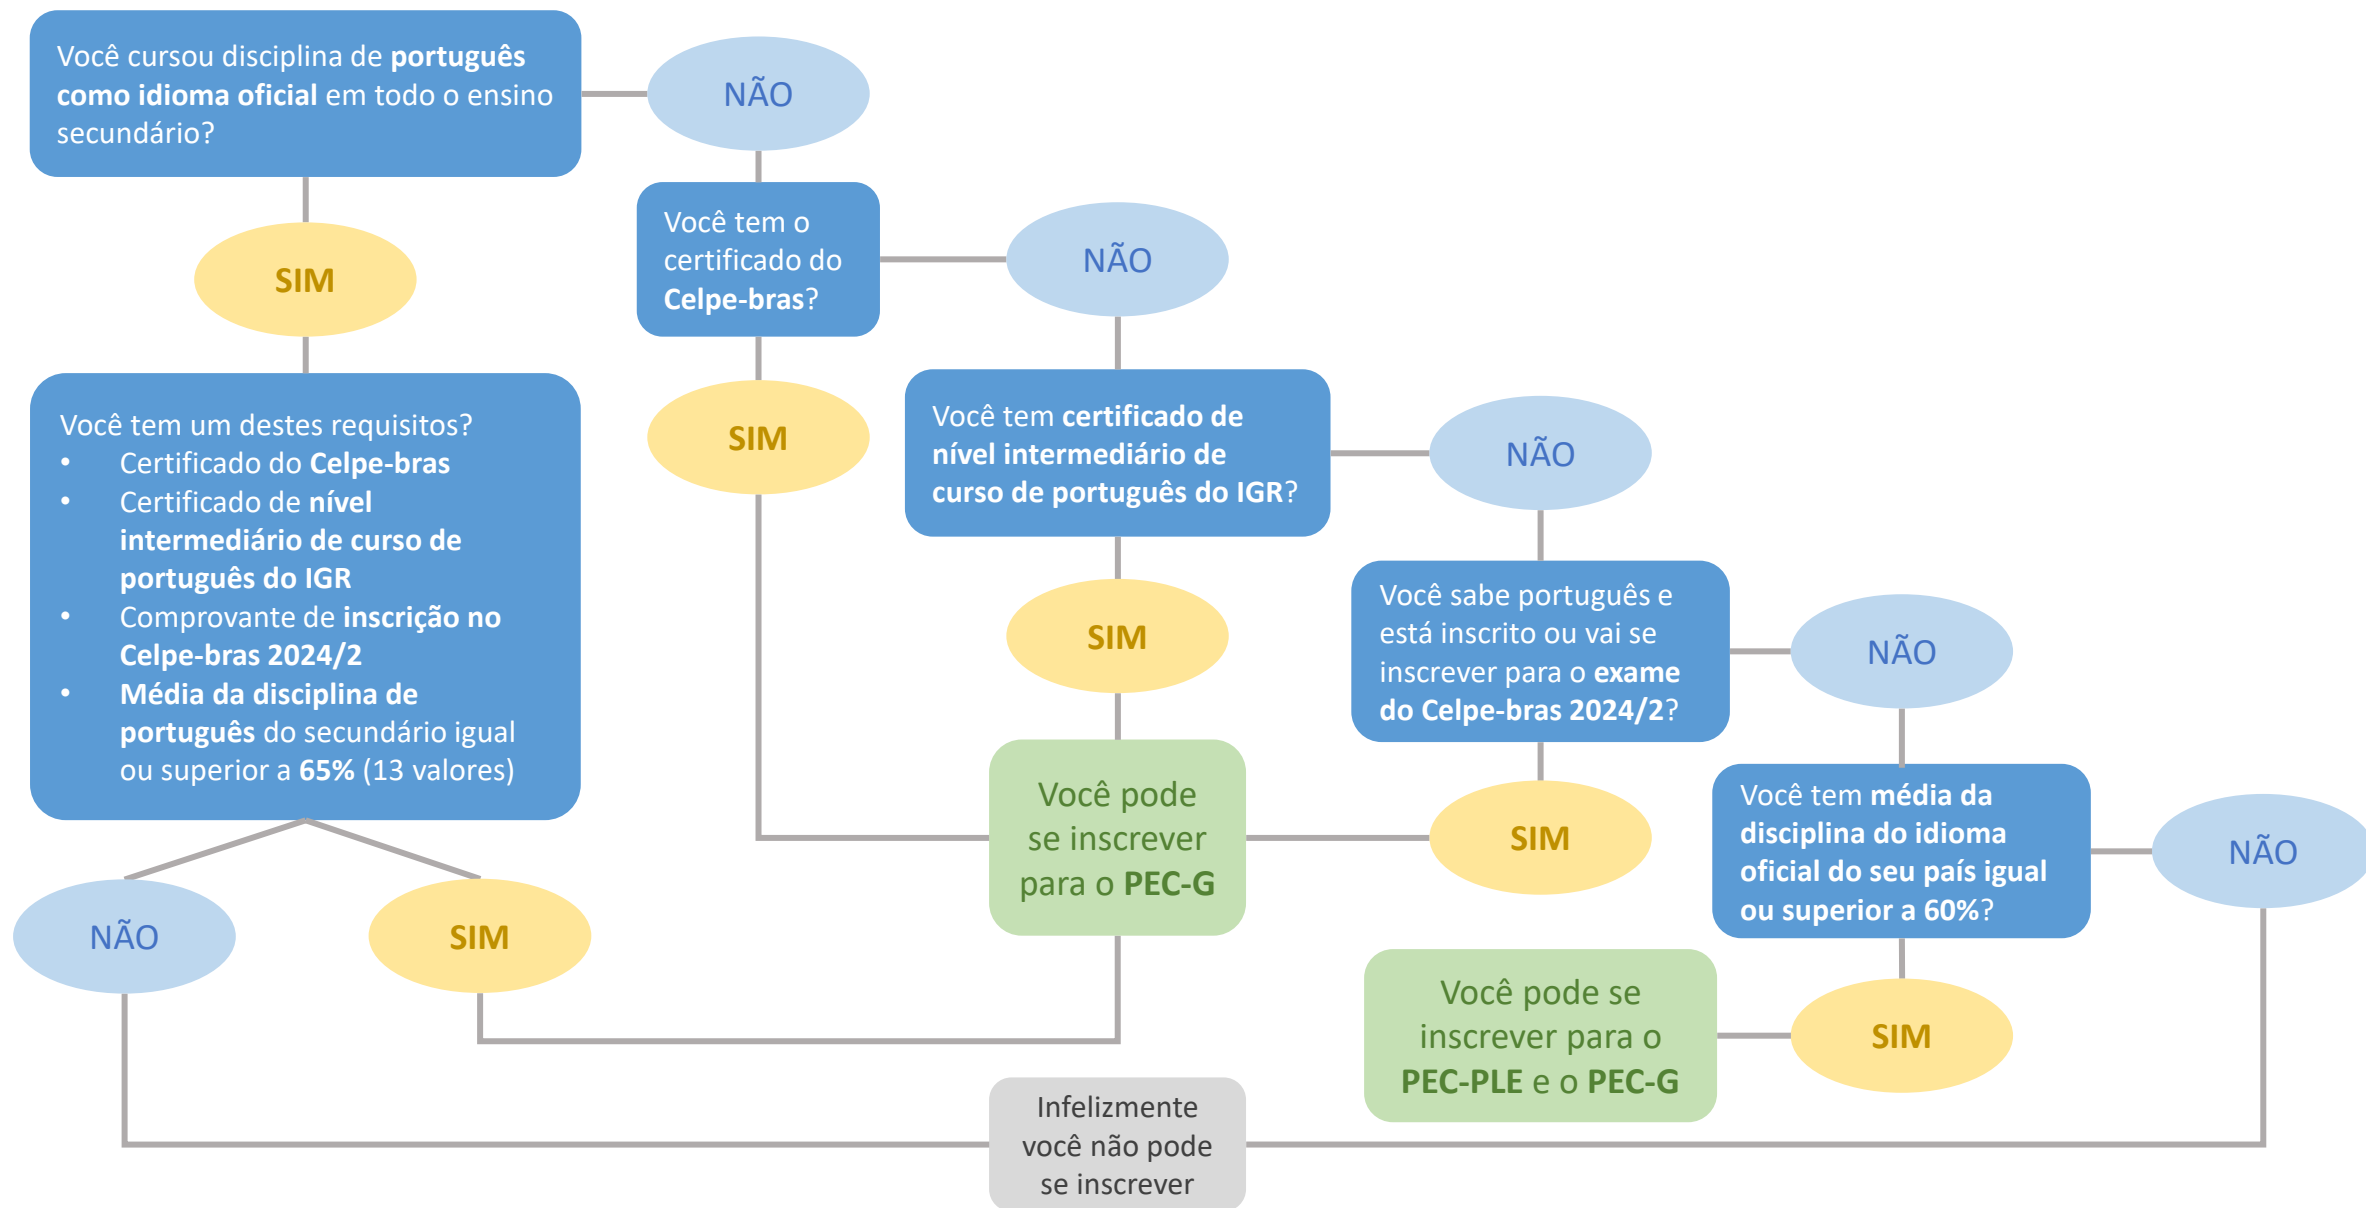 Você cursou disciplina de português
como idioma oficial em todo o ensino
secundário?
NÃO
SIM
Você tem o
certificado do
Celpe-bras?
NÃO
SIM
Você tem um destes requisitos?
• Certificado do Celpe-bras
• Certificado de nível
intermediário de curso de
português do IGR
• Comprovante de inscrição no
Celpe-bras 2024/2
• Média da disciplina de
português do secundário igual
ou superior a 65% (13 valores)
NÃO
SIM
Você tem certificado de
nível intermediário de
curso de português do IGR?
NÃO
SIM
Você sabe português e
está inscrito ou vai se
inscrever para o exame
do Celpe-bras 2024/2?
NÃO
SIM
Você pode
se inscrever
para o PEC-G
Você tem média da
disciplina do idioma
oficial do seu país igual
ou superior a 60%?
NÃO
SIM
Você pode se
inscrever para o
PEC-PLE e o PEC-G
Infelizmente
você não pode
se inscrever